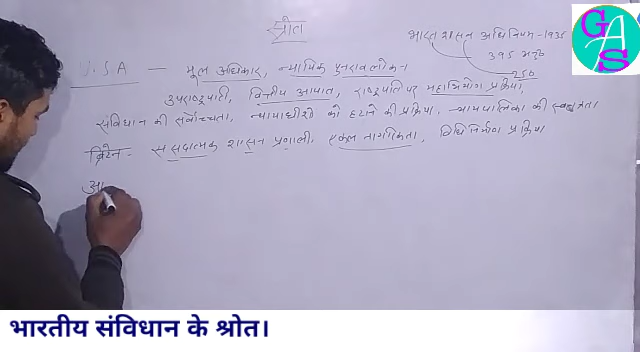 स्रोत
भारत शासन अधिनियम - 1935
395 अनु०
250
U.S.A — मूल अधिकार, न्यायिक पुनरावलोकन
उपराष्ट्रपति, वित्तीय आपात, राष्ट्रपति पर महाभियोग प्रक्रिया,
संविधान की सर्वोच्चता, न्यायाधीशो को हटाने की प्रक्रिया, न्यायपालिका की स्वतंत्रता
ब्रिटेन - संसदात्मक शासन प्रणाली, एकल नागरिकता, विधि निर्माण प्रक्रिया
आ
GAS
भारतीय संविधान के श्रोत।